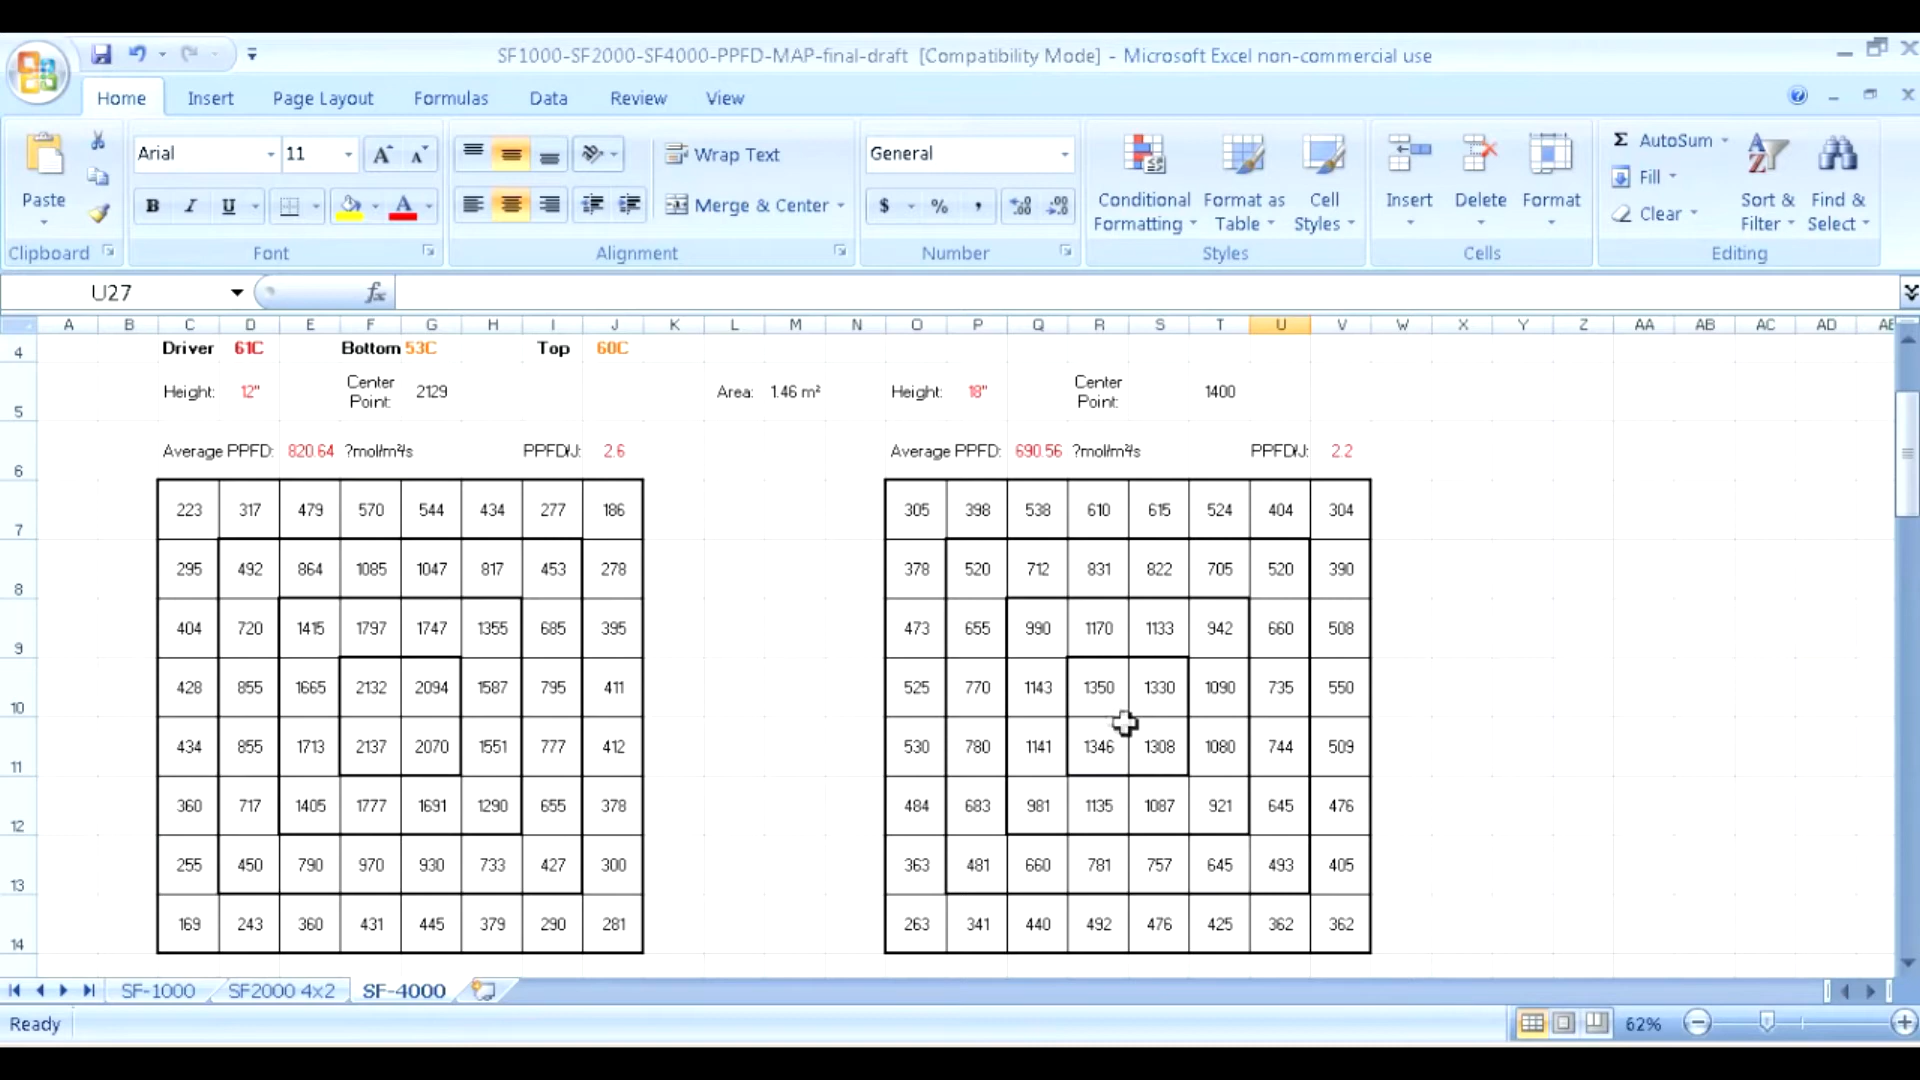 SF1000-SF2000-SF4000-PPFD-MAP-final-draft [Compatibility Mode] - Microsoft Excel non-commercial use
Home Insert Page Layout Formulas Data Review View
Paste Arial 11 Wrap Text General Conditional Formatting Format as Table Cell Styles Insert Delete Format Σ AutoSum Sort & Filter Find & Select
B I U A Merge & Center $ % , Fill Clear
Clipboard Font Alignment Number Styles Cells Editing
U27 fx
A B C D E F G H I J K L M N O P Q R S T U V W X Y Z AA AB AC AD AE
4 Driver 61C Bottom 53C Top 60C
5 Height: 12" Center Point: 2129 Area: 1.46 m² Height: 18" Center Point: 1400
6 Average PPFD: 820.64 ?mol/m²/s PPFD/J: 2.6 Average PPFD: 690.56 ?mol/m²/s PPFD/J: 2.2
7 223 317 479 570 544 434 277 186 305 398 538 610 615 524 404 304
8 295 492 864 1085 1047 817 453 278 378 520 712 831 822 705 520 390
9 404 720 1415 1797 1747 1355 685 395 473 655 990 1170 1133 942 660 508
10 428 855 1665 2132 2094 1587 795 411 525 770 1143 1350 1330 1090 735 550
11 434 855 1713 2137 2070 1551 777 412 530 780 1141 1346 1308 1080 744 509
12 360 717 1405 1777 1691 1290 655 378 484 683 981 1135 1087 921 645 476
13 255 450 790 970 930 733 427 300 363 481 660 781 757 645 493 405
14 169 243 360 431 445 379 290 281 263 341 440 492 476 425 362 362
SF-1000 SF2000 4x2 SF-4000
Ready 62%